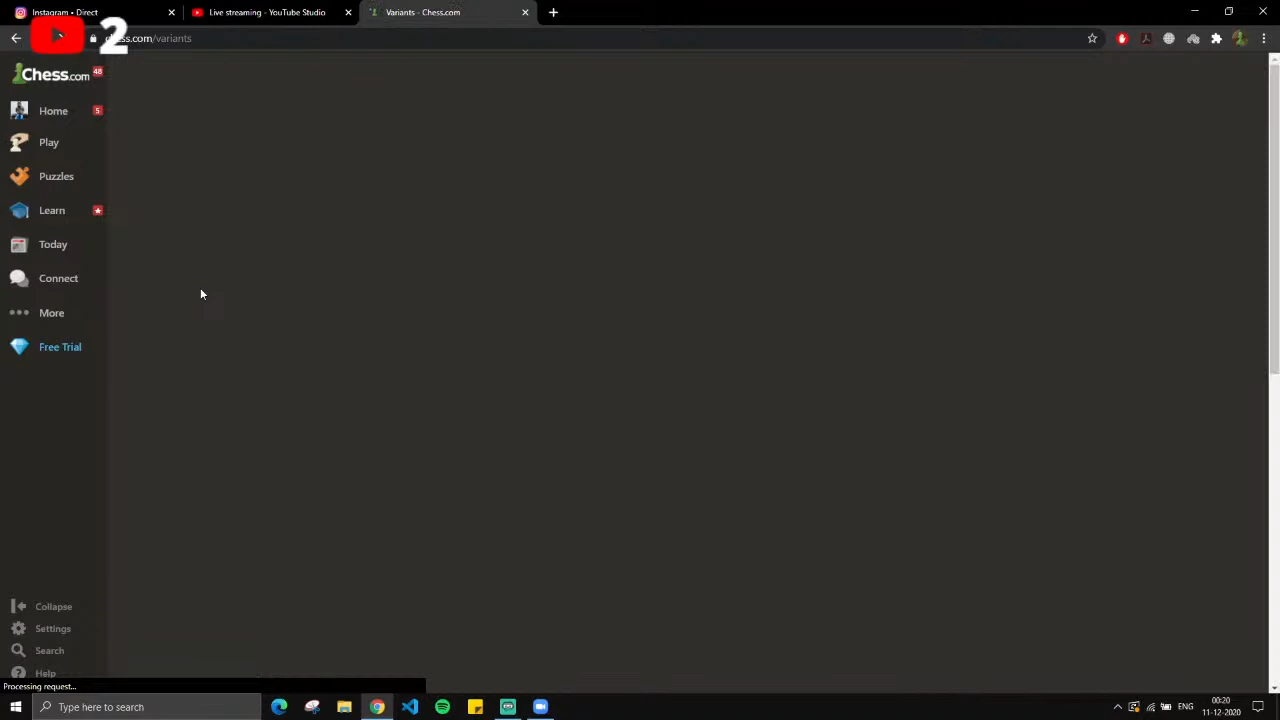 Instagram • Direct
Live streaming - YouTube Studio
Variants - Chess.com
2
chess.com/variants
Chess.com
48
Home
5
Play
Puzzles
Learn
Today
Connect
More
Free Trial
Collapse
Settings
Search
Help
Processing request...
Type here to search
ENG
00:20
11-12-2020